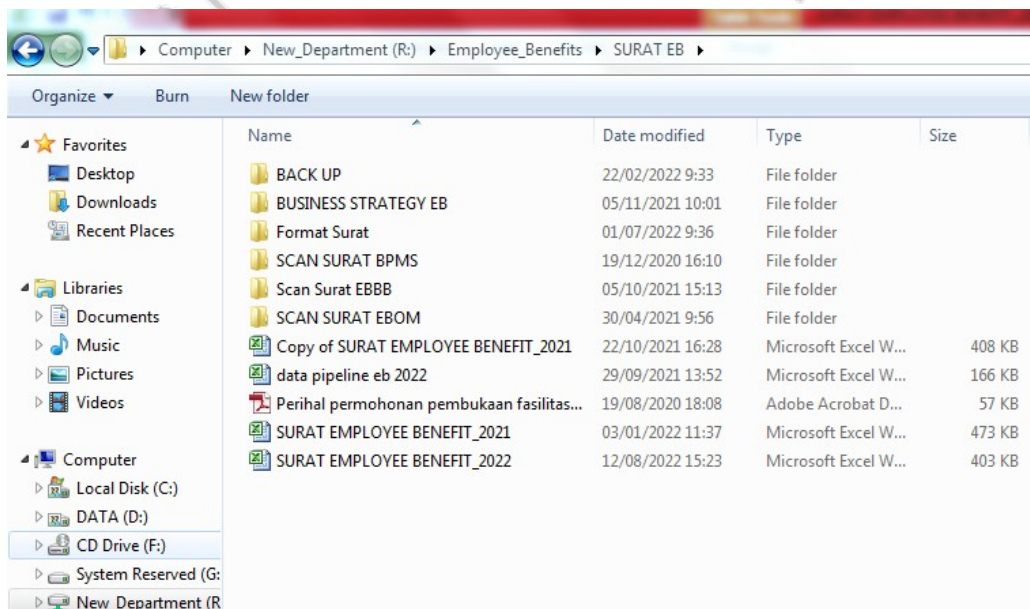 Computer ▸ New_Department (R:) ▸ Employee_Benefits ▸ SURAT EB ▸
Organize Burn New folder
Favorites
Desktop
Downloads
Recent Places
Libraries
Documents
Music
Pictures
Videos
Computer
Local Disk (C:)
DATA (D:)
CD Drive (F:)
System Reserved (G:
New_Department (R
Name Date modified Type Size
BACK UP 22/02/2022 9:33 File folder
BUSINESS STRATEGY EB 05/11/2021 10:01 File folder
Format Surat 01/07/2022 9:36 File folder
SCAN SURAT BPMS 19/12/2020 16:10 File folder
Scan Surat EBBB 05/10/2021 15:13 File folder
SCAN SURAT EBOM 30/04/2021 9:56 File folder
Copy of SURAT EMPLOYEE BENEFIT_2021 22/10/2021 16:28 Microsoft Excel W... 408 KB
data pipeline eb 2022 29/09/2021 13:52 Microsoft Excel W... 166 KB
Perihal permohonan pembukaan fasilitas... 19/08/2020 18:08 Adobe Acrobat D... 57 KB
SURAT EMPLOYEE BENEFIT_2021 03/01/2022 11:37 Microsoft Excel W... 473 KB
SURAT EMPLOYEE BENEFIT_2022 12/08/2022 15:23 Microsoft Excel W... 403 KB